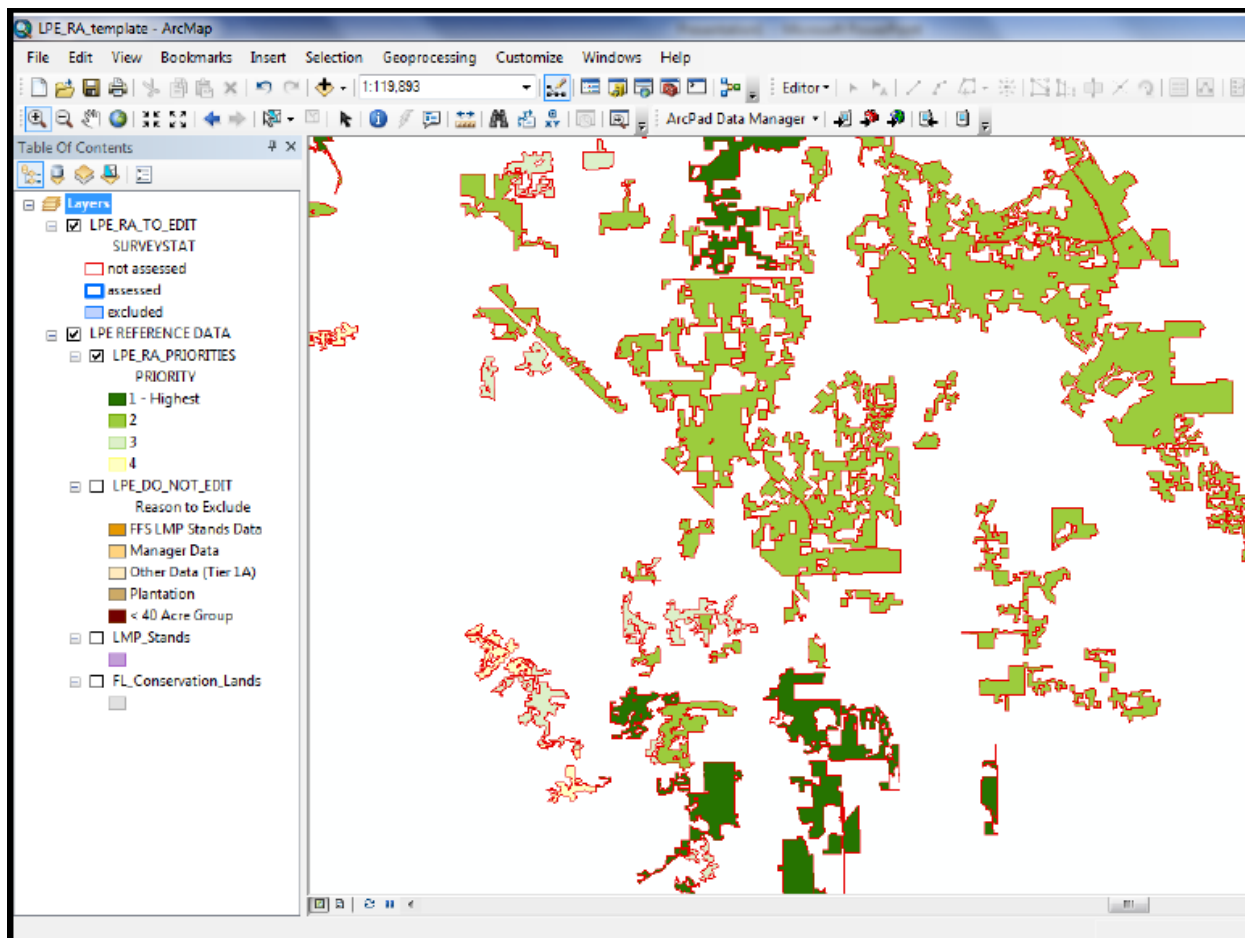 LPE_RA_template - ArcMap
File Edit View Bookmarks Insert Selection Geoprocessing Customize Windows Help
1:119,893 Editor
ArcPad Data Manager
Table Of Contents
Layers
LPE_RA_TO_EDIT
SURVEYSTAT
not assessed
assessed
excluded
LPE REFERENCE DATA
LPE_RA_PRIORITIES
PRIORITY
1 - Highest
2
3
4
LPE_DO_NOT_EDIT
Reason to Exclude
FFS LMP Stands Data
Manager Data
Other Data (Tier 1A)
Plantation
< 40 Acre Group
LMP_Stands
FL_Conservation_Lands